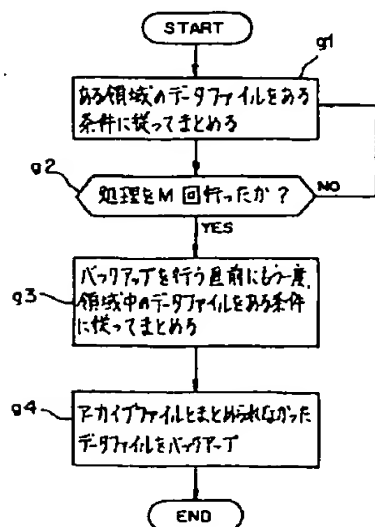 START
g1
ある領域のデータファイルをある
条件に従ってまとめる
g2
処理をM回行ったか?
NO
YES
g3
バックアップを行う直前にもう一度,
領域中のデータファイルをある条件
に従ってまとめる
g4
アーカイブファイルとまとめられなかった
データファイルをバックアップ
END